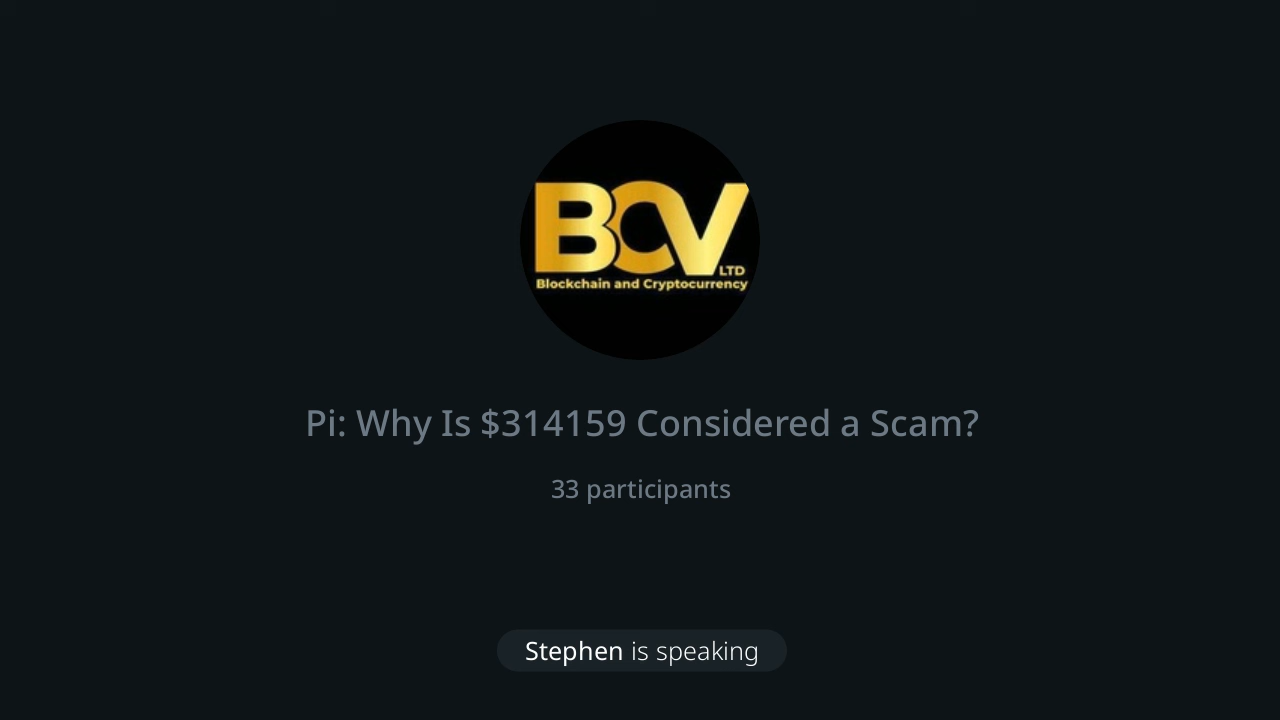 BCV
LTD
Blockchain and Cryptocurrency
Pi: Why Is $314159 Considered a Scam?
33 participants
Stephen is speaking